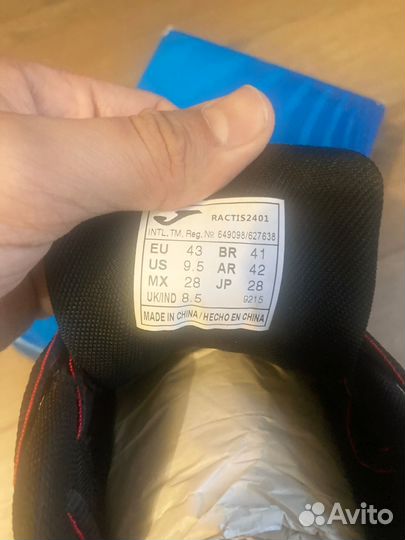 RACTIS2401
INTL. TM. Reg. № 649098/627638
EU 43 BR 41
US 9.5 AR 42
MX 28 JP 28
UK/IND 8.5 9215
MADE IN CHINA / HECHO EN CHINA
Avito